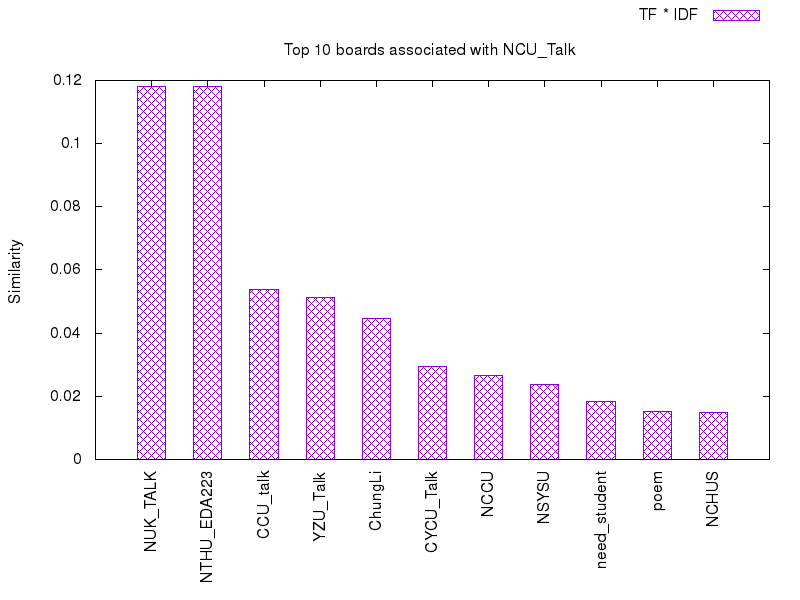 TF * IDF
Top 10 boards associated with NCU_Talk
Similarity
0.12
0.1
0.08
0.06
0.04
0.02
0
NUK_TALK
NTHU_EDA223
CCU_talk
YZU_Talk
ChungLi
CYCU_Talk
NCCU
NSYSU
need_student
poem
NCHUS